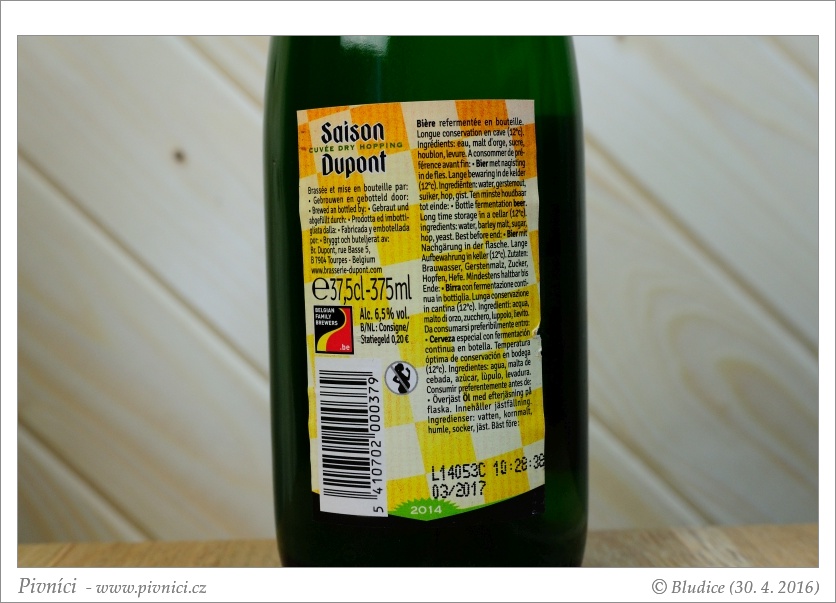 Saison
CUVÉE DRY HOPPING
Dupont
Brassée et mise en bouteille par:
• Gebrouwen en gebotteld door:
• Brewed an bottled by: • Gebraut und
abgefüllt durch: • Prodotta ed imbotti-
gliata dalla: • Fabricada y embotellada
por: • Bryggt och buteljerat av:
Br. Dupont, rue Basse 5,
B 7904 Tourpes - Belgium
www.brasserie-dupont.com
℮37,5cl-375ml
BELGIAN
FAMILY
BREWERS
.be
Alc. 6,5% vol.
B/NL: Consigne/
Statiegeld 0,20 €
5 410702 000379
Bière refermentée en bouteille.
Longue conservation en cave (12°c).
ingrédients: eau, malt d'orge, sucre,
houblon, levure. A consommer de pré-
férence avant fin: • Bier met nagisting
in de fles. Lange bewaring in de kelder
(12°c). Ingrediënten: water, gerstemout,
suiker, hop, gist. Ten minste houdbaar
tot einde: • Bottle fermentation beer.
Long time storage in a cellar (12°c).
ingredients: water, barley malt, sugar,
hop, yeast. Best before end: • Bier mit
Nachgärung in der flasche. Lange
Aufbewahrung in keller (12°c). Zutaten:
Brauwasser, Gerstenmalz, Zucker,
Hopfen, Hefe. Mindestens haltbar bis
Ende: • Birra con fermentazione conti-
nua in bottiglia. Lunga conservazione
in cantina (12°c). Ingredienti: acqua,
malto di orzo, zucchero, luppolo, lievito.
Da consumarsi preferibilmente entro:
• Cerveza especial con fermentación
continua en botella. Temperatura
óptima de conservación en bodega
(12°c). Ingredientes: agua, malta de
cebada, azúcar, lúpulo, levadura.
Consumir preferentemente antes de:
• Överjäst Öl med efterjäsning på
flaska. Innehåller jästfällning.
Ingredienser: vatten, kornmalt,
humle, socker, jäst. Bäst före:
L14053C 10:28:38
03/2017
2014
Pivníci - www.pivnici.cz
© Bludice (30. 4. 2016)